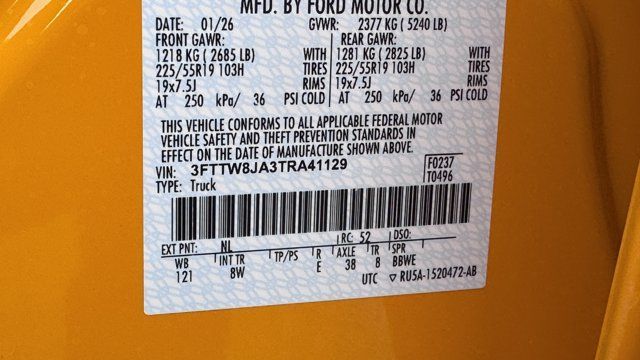 MFD. BY FORD MOTOR CO.
DATE: 01/26 GVWR: 2377 KG ( 5240 LB)
FRONT GAWR: REAR GAWR:
1218 KG ( 2685 LB) WITH 1281 KG ( 2825 LB) WITH
225/55R19 103H TIRES 225/55R19 103H TIRES
19x7.5J RIMS 19x7.5J RIMS
AT 250 kPa/ 36 PSI COLD AT 250 kPa/ 36 PSI COLD
THIS VEHICLE CONFORMS TO ALL APPLICABLE FEDERAL MOTOR
VEHICLE SAFETY AND THEFT PREVENTION STANDARDS IN
EFFECT ON THE DATE OF MANUFACTURE SHOWN ABOVE.
VIN: 3FTTW8JA3TRA41129 F0237
TYPE: Truck T0496
EXT PNT: NL RC: 52 DSO:
WB INT TR TP/PS R AXLE TR SPR
121 8W E 38 8 BBWE
UTC ▽ RU5A-1520472-AB